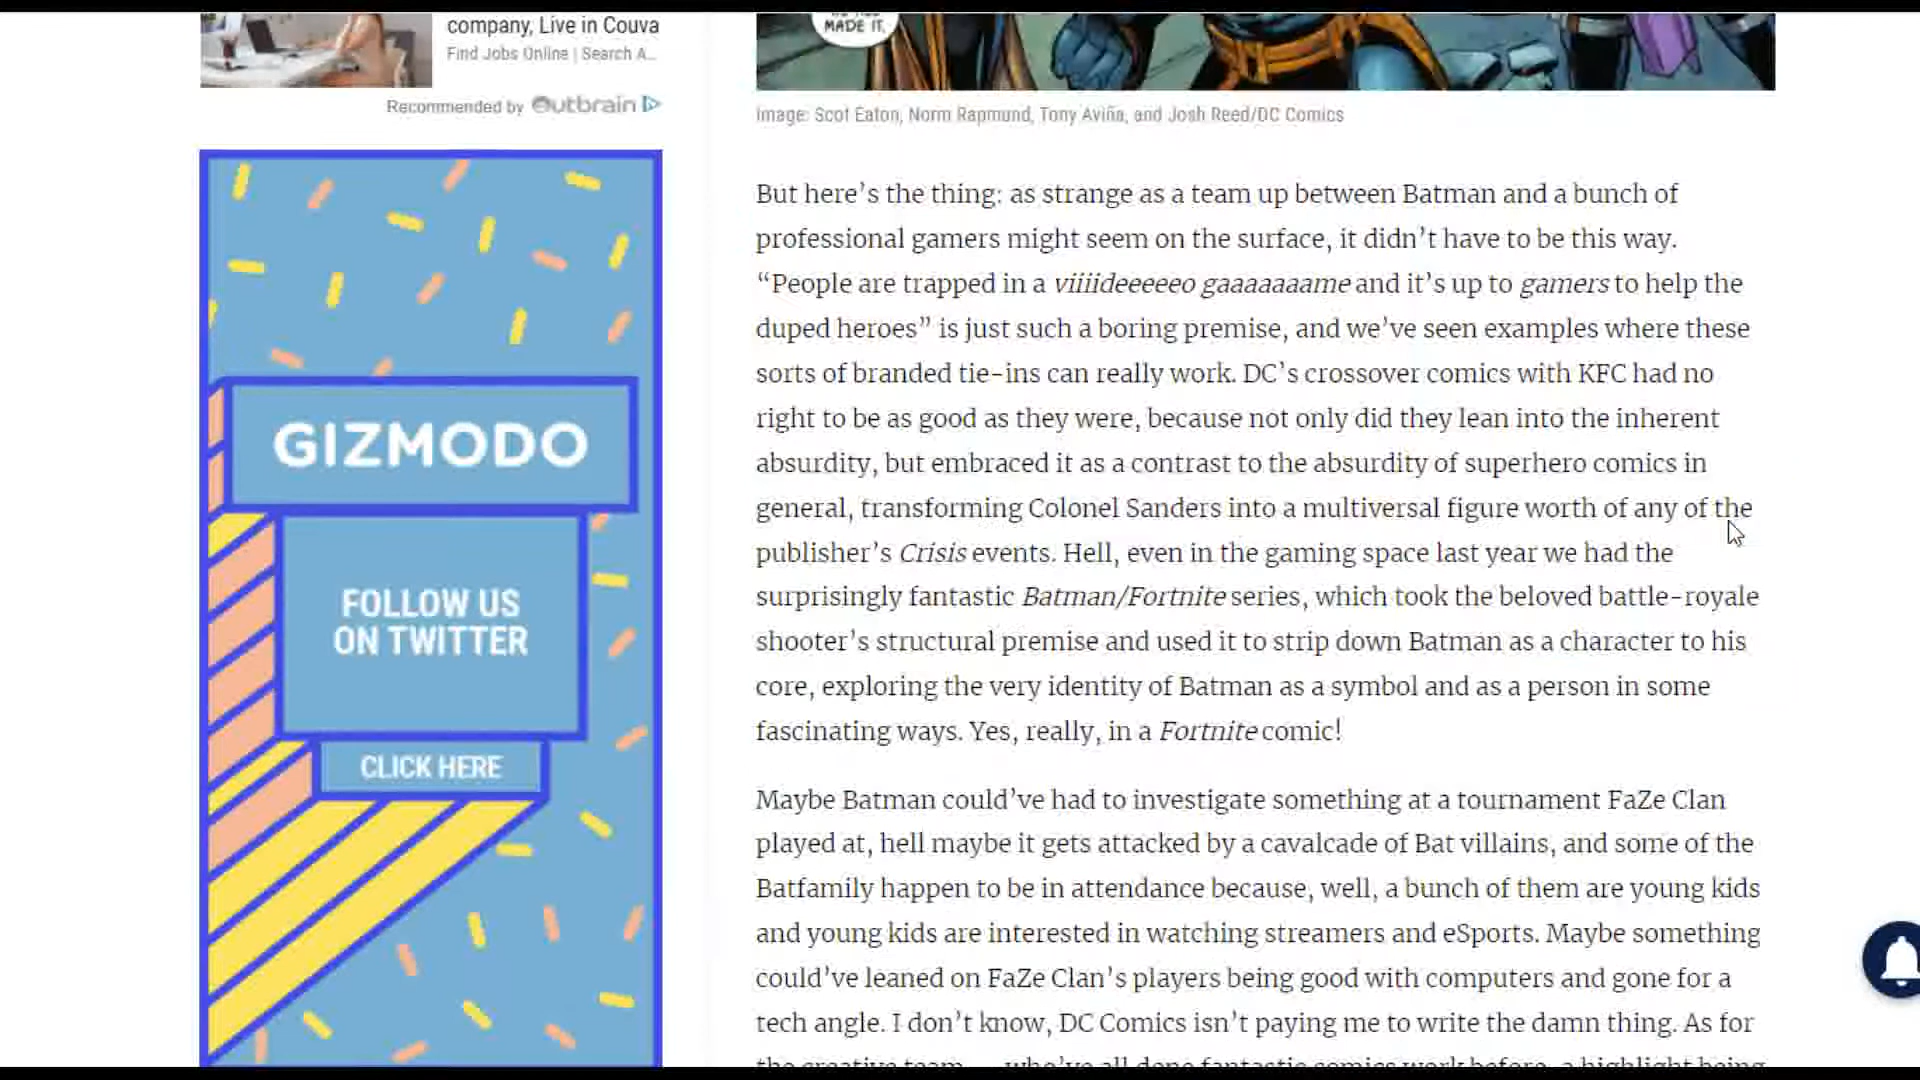 company, Live in Couva
Find Jobs Online | Search A...
Recommended by Outbrain
GIZMODO
FOLLOW US
ON TWITTER
CLICK HERE
MADE IT.
Image: Scot Eaton, Norm Rapmund, Tony Aviña, and Josh Reed/DC Comics
But here’s the thing: as strange as a team up between Batman and a bunch of
professional gamers might seem on the surface, it didn’t have to be this way.
“People are trapped in a viiiideeeeeo gaaaaaaame and it’s up to gamers to help the
duped heroes” is just such a boring premise, and we’ve seen examples where these
sorts of branded tie-ins can really work. DC’s crossover comics with KFC had no
right to be as good as they were, because not only did they lean into the inherent
absurdity, but embraced it as a contrast to the absurdity of superhero comics in
general, transforming Colonel Sanders into a multiversal figure worth of any of the
publisher’s Crisis events. Hell, even in the gaming space last year we had the
surprisingly fantastic Batman/Fortnite series, which took the beloved battle-royale
shooter’s structural premise and used it to strip down Batman as a character to his
core, exploring the very identity of Batman as a symbol and as a person in some
fascinating ways. Yes, really, in a Fortnite comic!
Maybe Batman could’ve had to investigate something at a tournament FaZe Clan
played at, hell maybe it gets attacked by a cavalcade of Bat villains, and some of the
Batfamily happen to be in attendance because, well, a bunch of them are young kids
and young kids are interested in watching streamers and eSports. Maybe something
could’ve leaned on FaZe Clan’s players being good with computers and gone for a
tech angle. I don’t know, DC Comics isn’t paying me to write the damn thing. As for
the creative team — who’ve all done fantastic comics work before, a highlight being